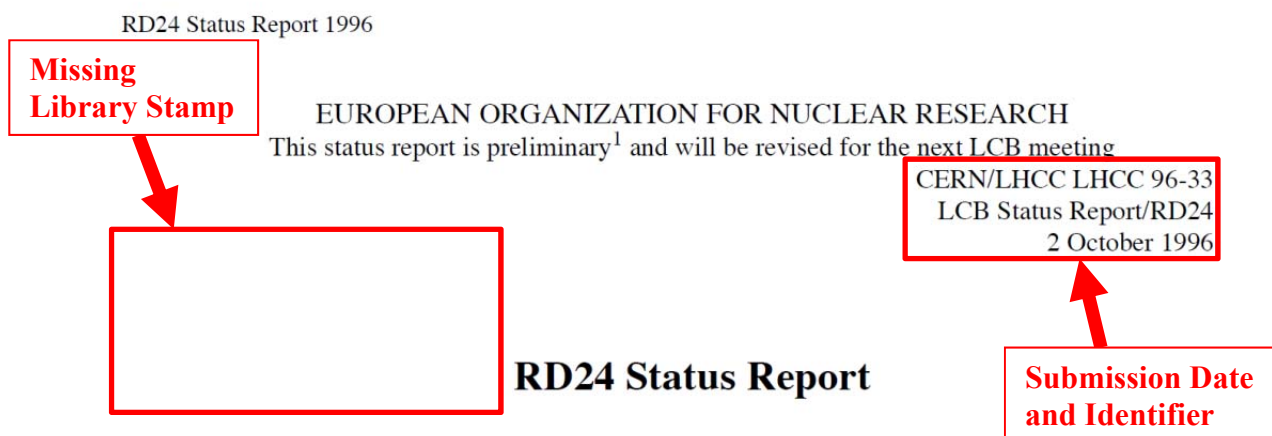 RD24 Status Report 1996
Missing
Library Stamp
EUROPEAN ORGANIZATION FOR NUCLEAR RESEARCH
This status report is preliminary1 and will be revised for the next LCB meeting
CERN/LHCC LHCC 96-33
LCB Status Report/RD24
2 October 1996
RD24 Status Report
Submission Date
and Identifier